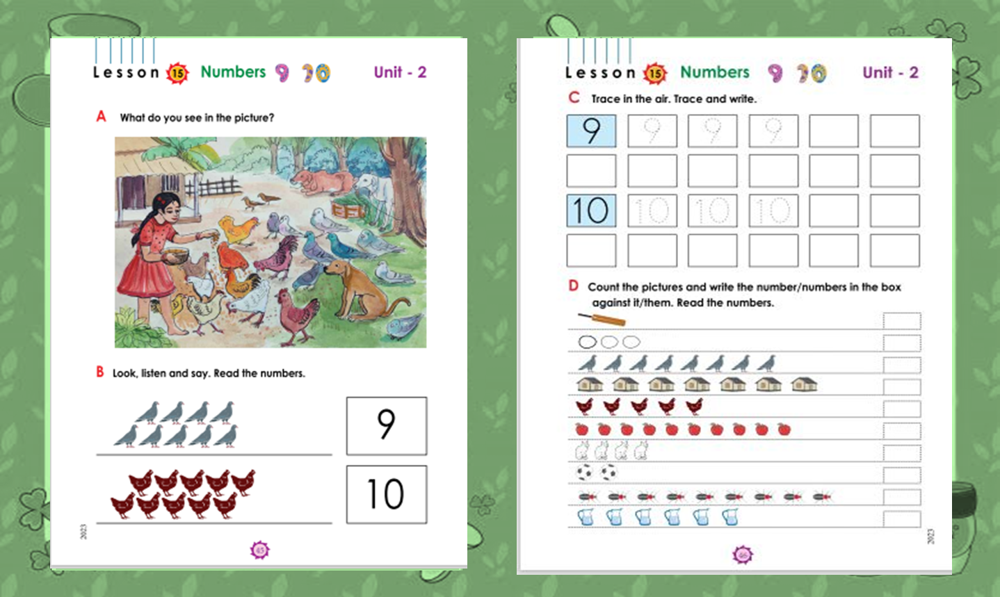 Lesson 15 Numbers 9 10 Unit - 2
A What do you see in the picture?
B Look, listen and say. Read the numbers.
9
10
2023
45
Lesson 15 Numbers 9 10 Unit - 2
C Trace in the air. Trace and write.
9 9 9 9
10 10 10 10
D Count the pictures and write the number/numbers in the box
against it/them. Read the numbers.
2023
46